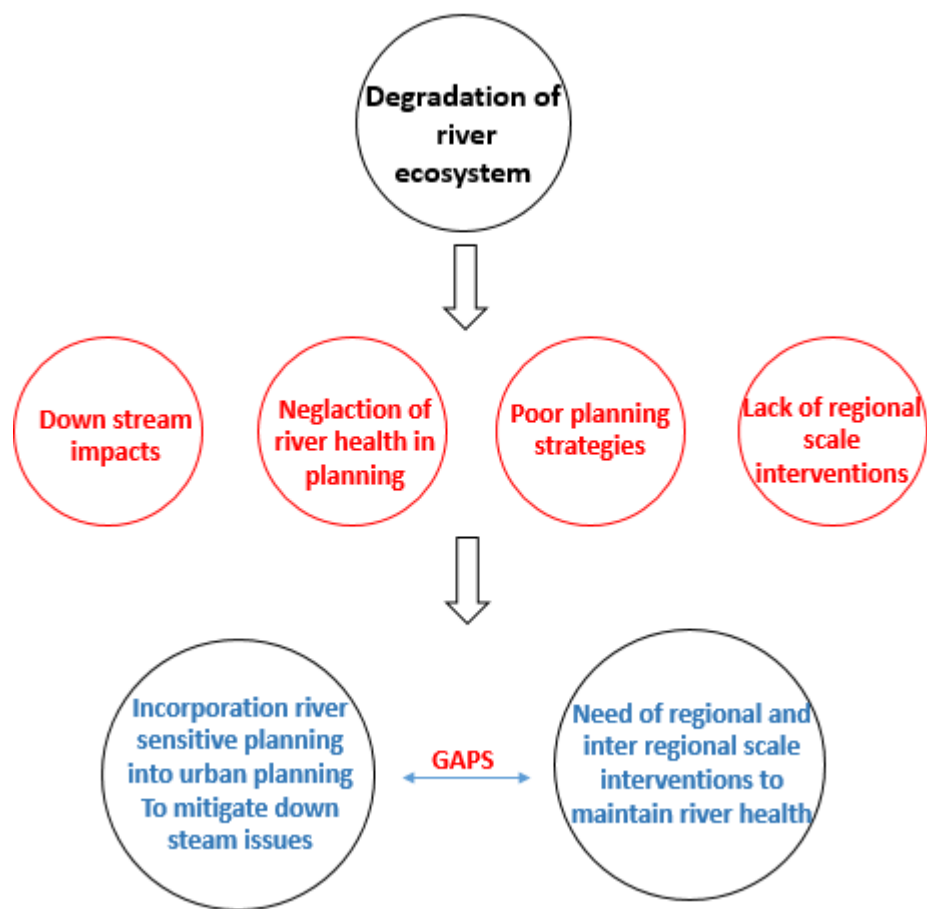 Degradation of
river
ecosystem
Down stream
impacts
Neglaction of
river health in
planning
Poor planning
strategies
Lack of regional
scale
interventions
Incorporation river
sensitive planning
into urban planning
To mitigate down
steam issues
GAPS
Need of regional and
inter regional scale
interventions to
maintain river health